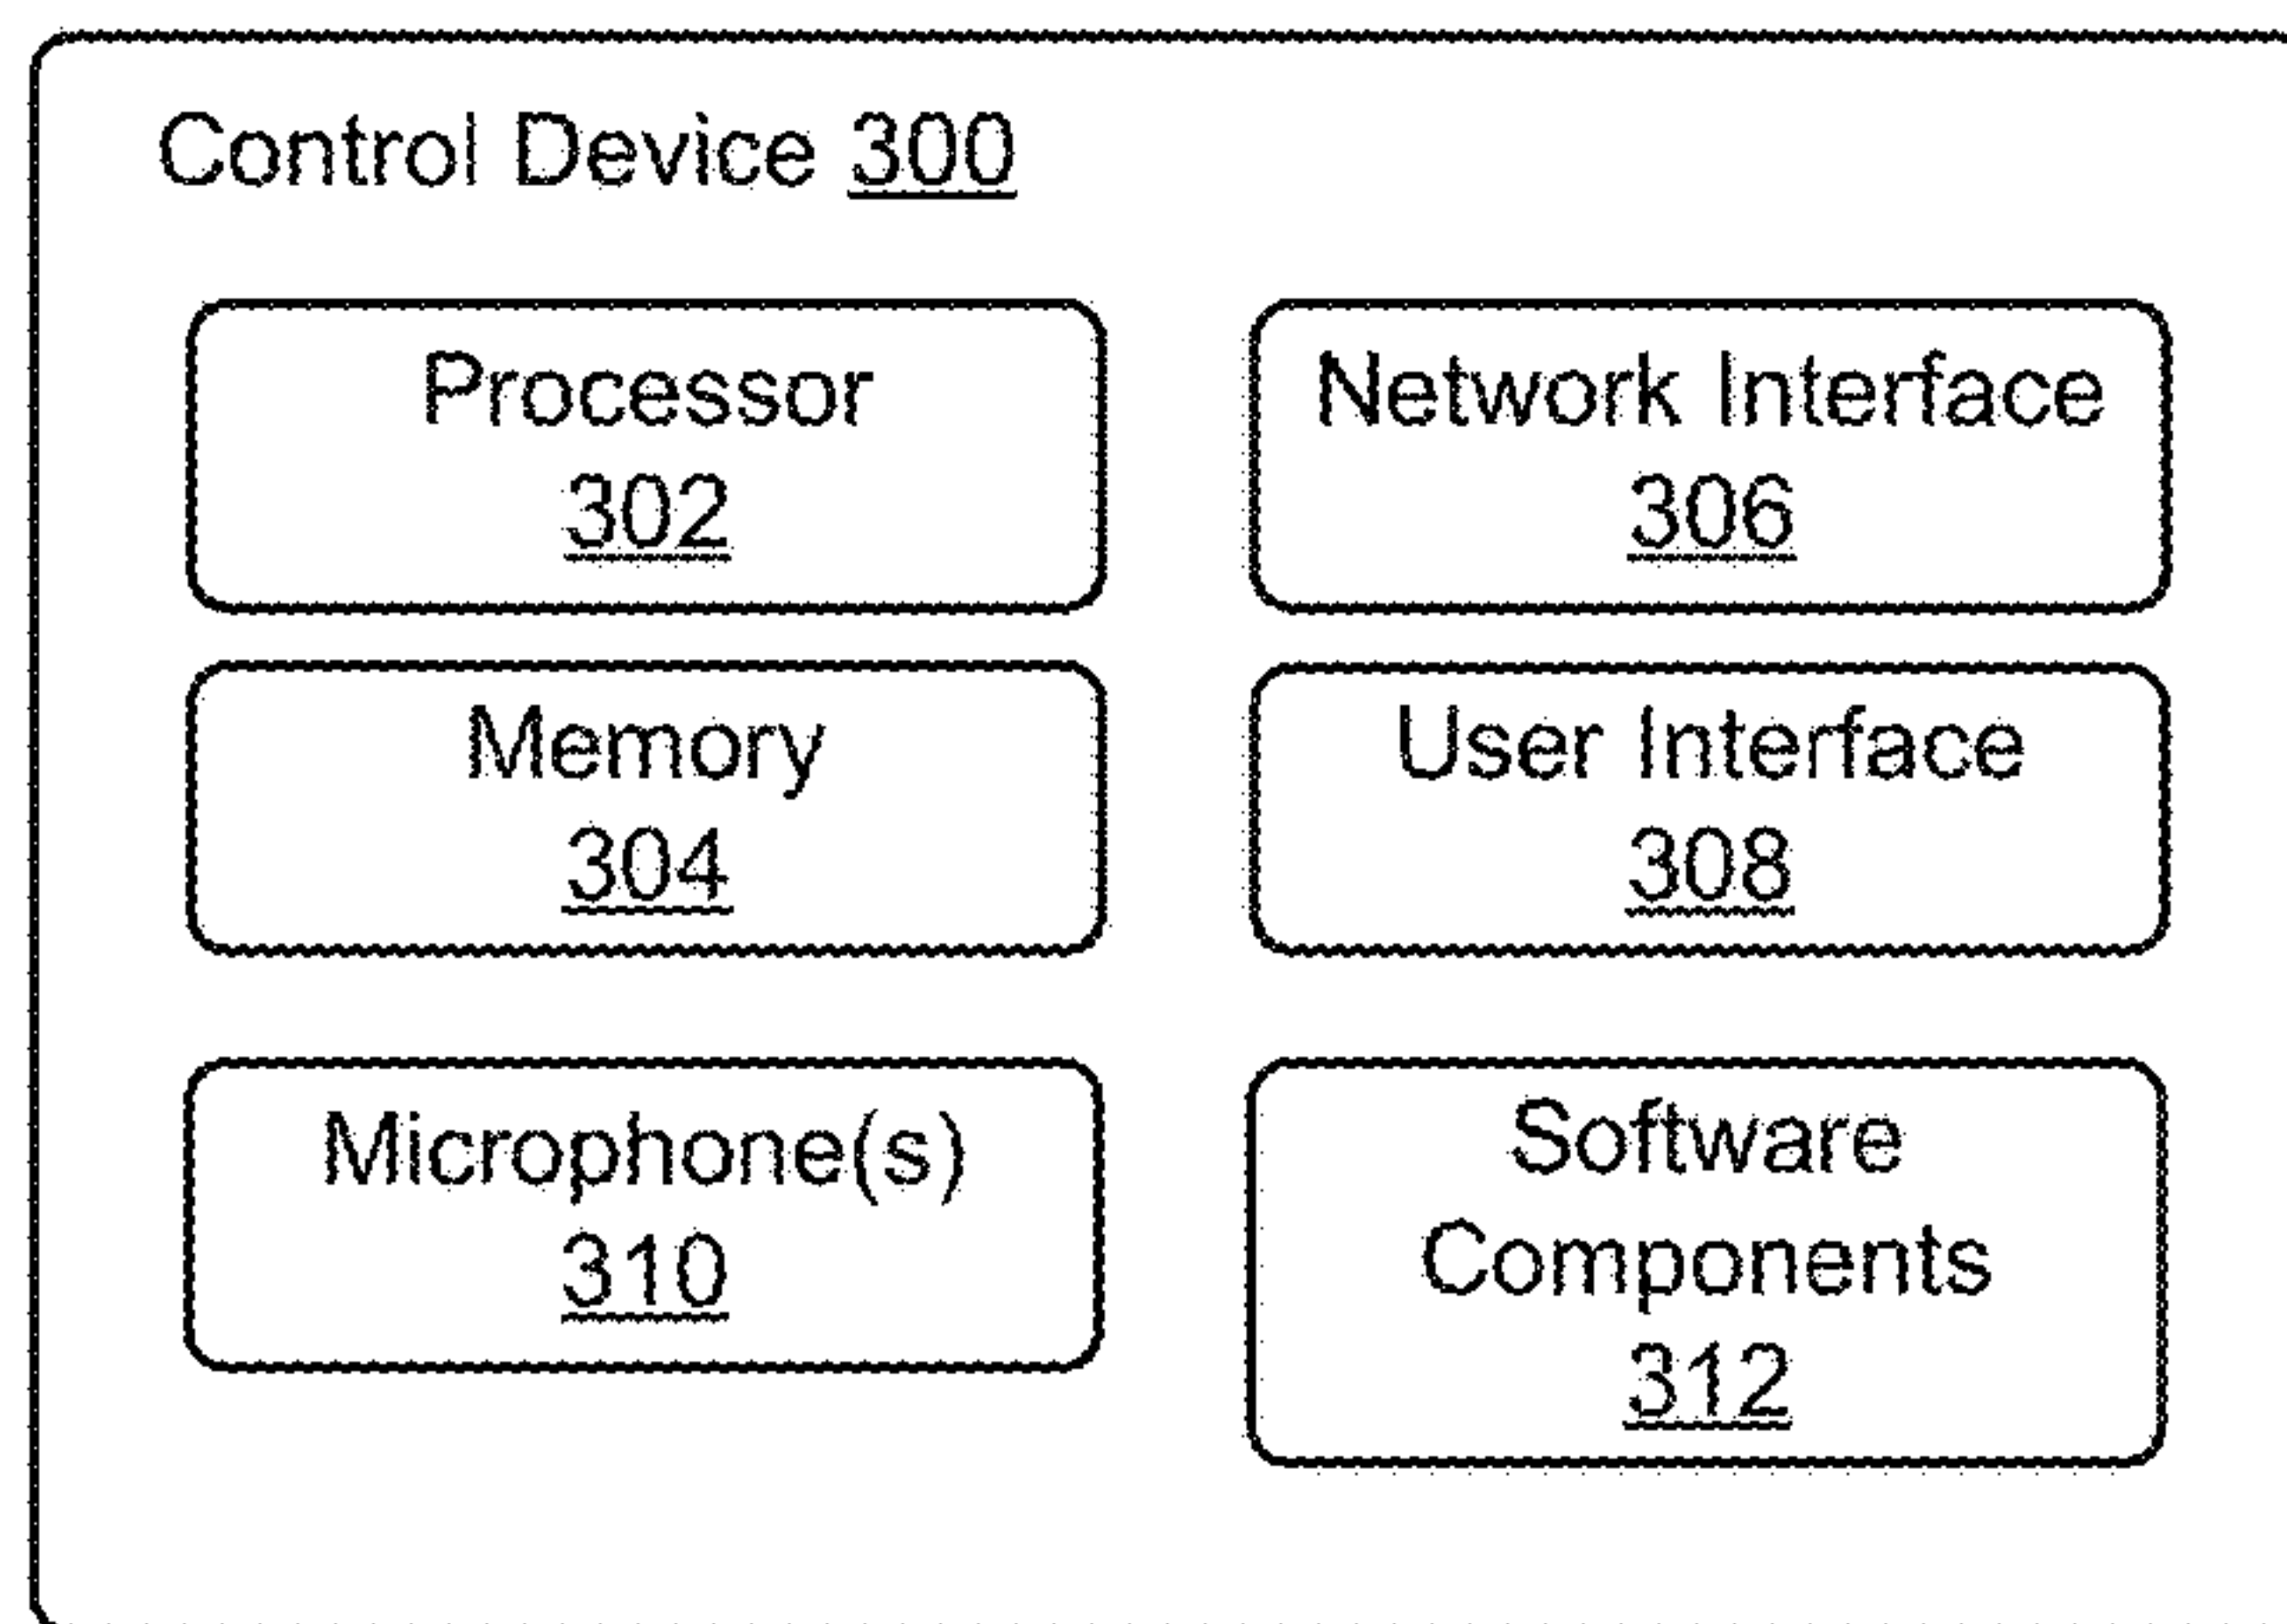 Control Device 300
Processor
302
Network Interface
306
Memory
304
User Interface
308
Microphone(s)
310
Software
Components
312